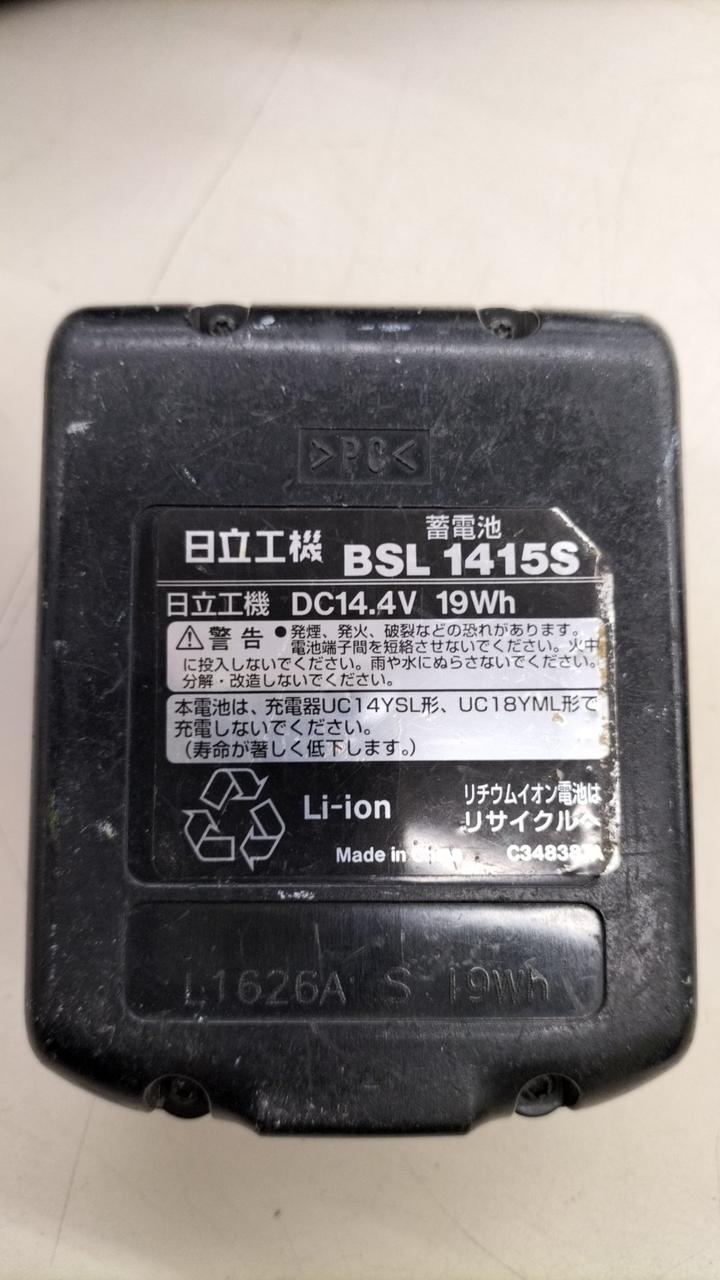 >PC<
蓄電池
日立工機 BSL 1415S
日立工機 DC14.4V 19Wh
警告 ●発煙、発火、破裂などの恐れがあります。
電池端子間を短絡させないでください。火中
に投入しないでください。雨や水にぬらさないでください。
分解・改造しないでください。
本電池は、充電器UC14YSL形、UC18YML形で
充電しないでください。
（寿命が著しく低下します。）
Li-ion
リチウムイオン電池は
リサイクルへ
Made in China
L1626A S 19Wh